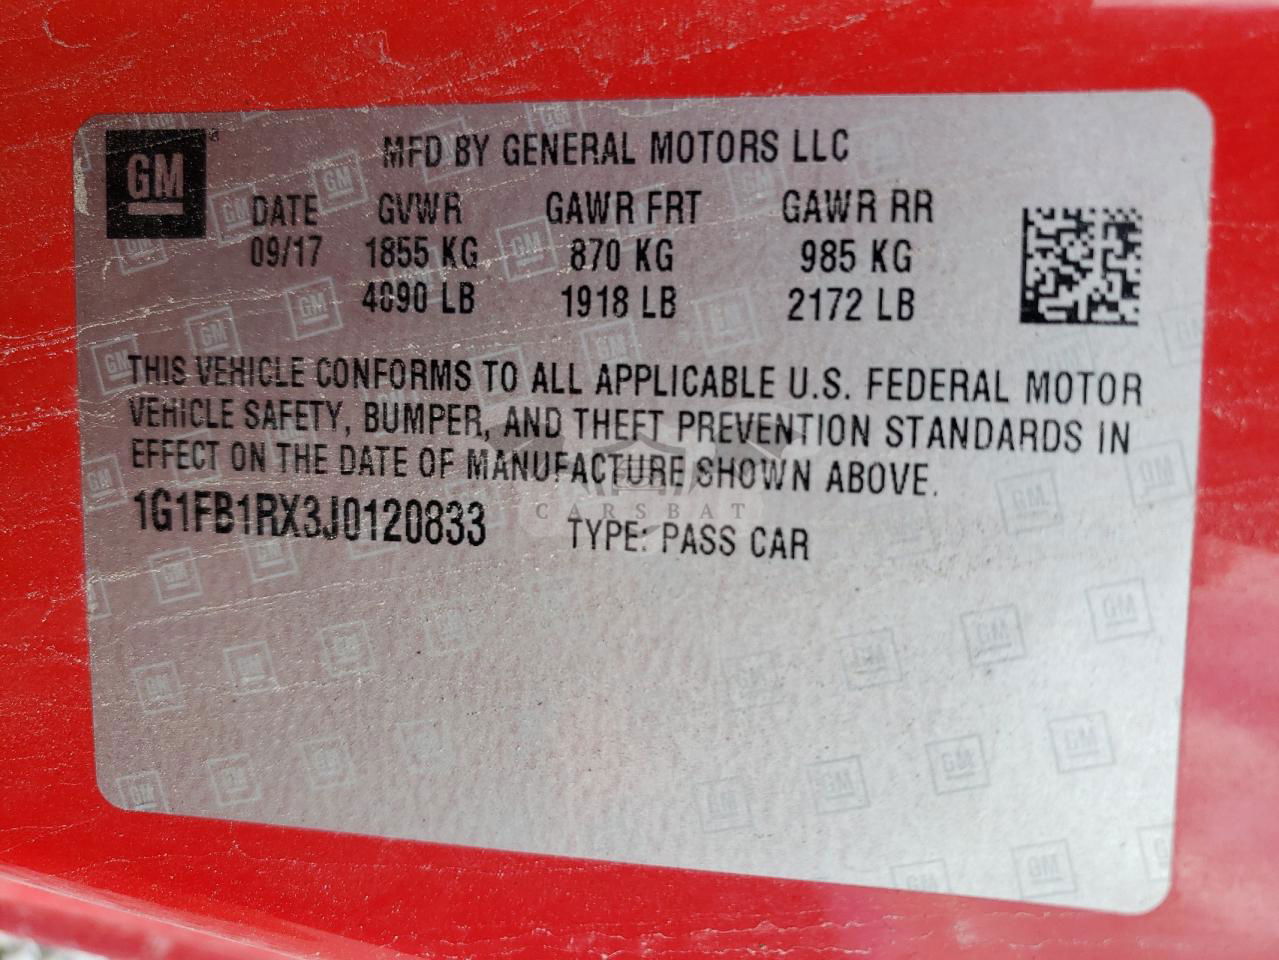 GM
MFD BY GENERAL MOTORS LLC
DATE GVWR GAWR FRT GAWR RR
09/17 1855 KG 870 KG 985 KG
4090 LB 1918 LB 2172 LB
THIS VEHICLE CONFORMS TO ALL APPLICABLE U.S. FEDERAL MOTOR
VEHICLE SAFETY, BUMPER, AND THEFT PREVENTION STANDARDS IN
EFFECT ON THE DATE OF MANUFACTURE SHOWN ABOVE.
1G1FB1RX3J0120833 TYPE: PASS CAR
CARSBAT